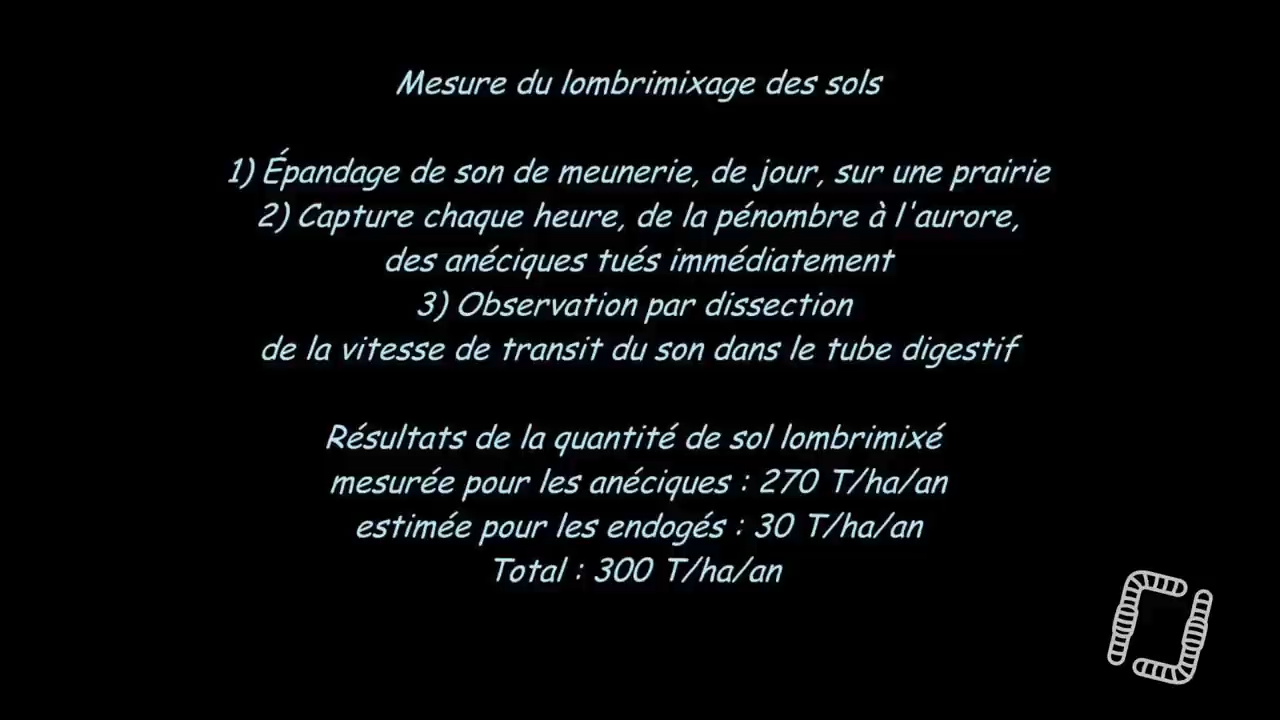 Mesure du lombrimixage des sols
1) Épandage de son de meunerie, de jour, sur une prairie
2) Capture chaque heure, de la pénombre à l'aurore,
des anéciques tués immédiatement
3) Observation par dissection
de la vitesse de transit du son dans le tube digestif
Résultats de la quantité de sol lombrimixé
mesurée pour les anéciques : 270 T/ha/an
estimée pour les endogés : 30 T/ha/an
Total : 300 T/ha/an